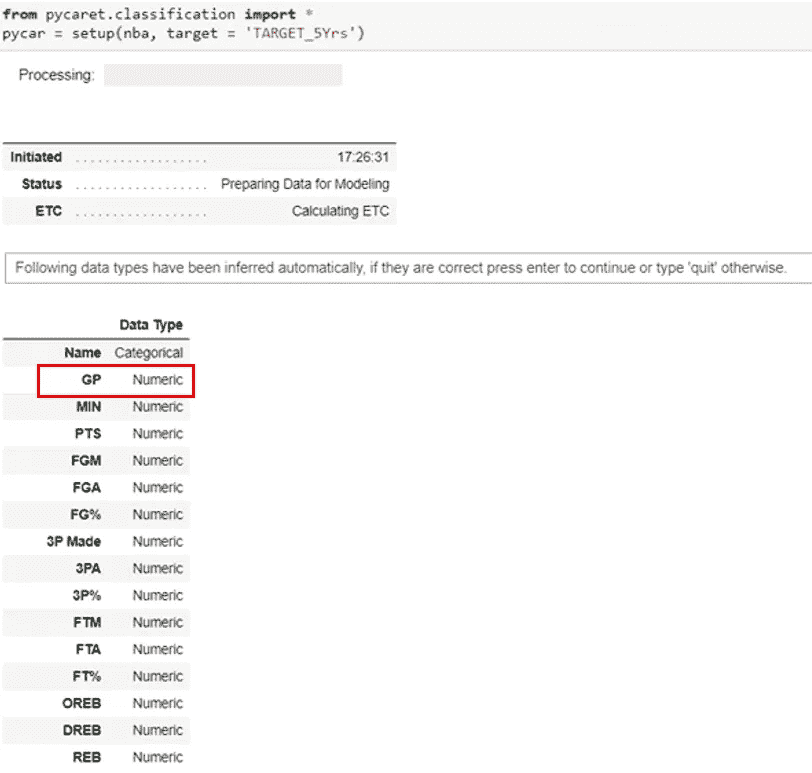 from pycaret.classification import *
pycar = setup(nba, target = 'TARGET_5Yrs')
Processing:
Initiated . . . . . . . . . . . . . . . . . . 17:26:31
Status . . . . . . . . . . . . . . . . . . Preparing Data for Modeling
ETC . . . . . . . . . . . . . . . . . . Calculating ETC
Following data types have been inferred automatically, if they are correct press enter to continue or type 'quit' otherwise.
Data Type
Name Categorical
GP Numeric
MIN Numeric
PTS Numeric
FGM Numeric
FGA Numeric
FG% Numeric
3P Made Numeric
3PA Numeric
3P% Numeric
FTM Numeric
FTA Numeric
FT% Numeric
OREB Numeric
DREB Numeric
REB Numeric